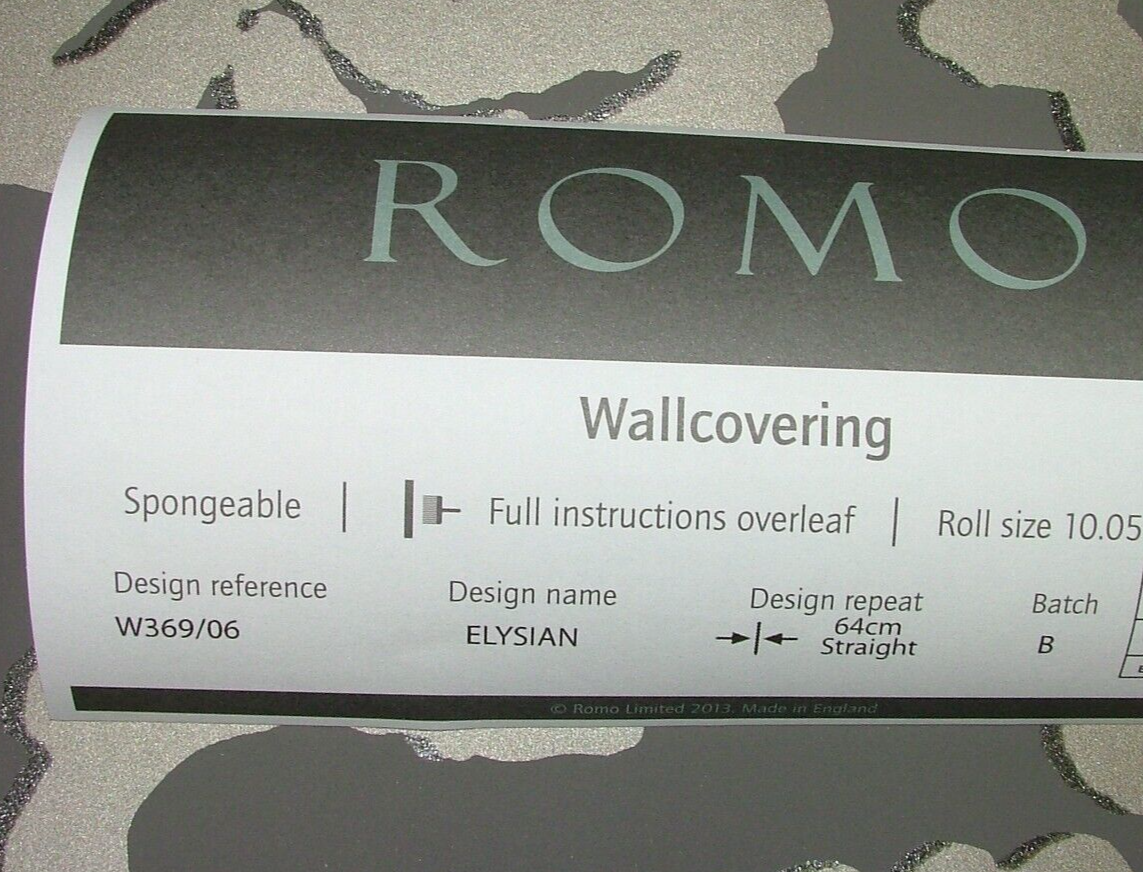 ROMO
Wallcovering
Spongeable | Full instructions overleaf | Roll size 10.05
Design reference Design name Design repeat Batch
W369/06 ELYSIAN 64cm Straight B
© Romo Limited 2013. Made in England